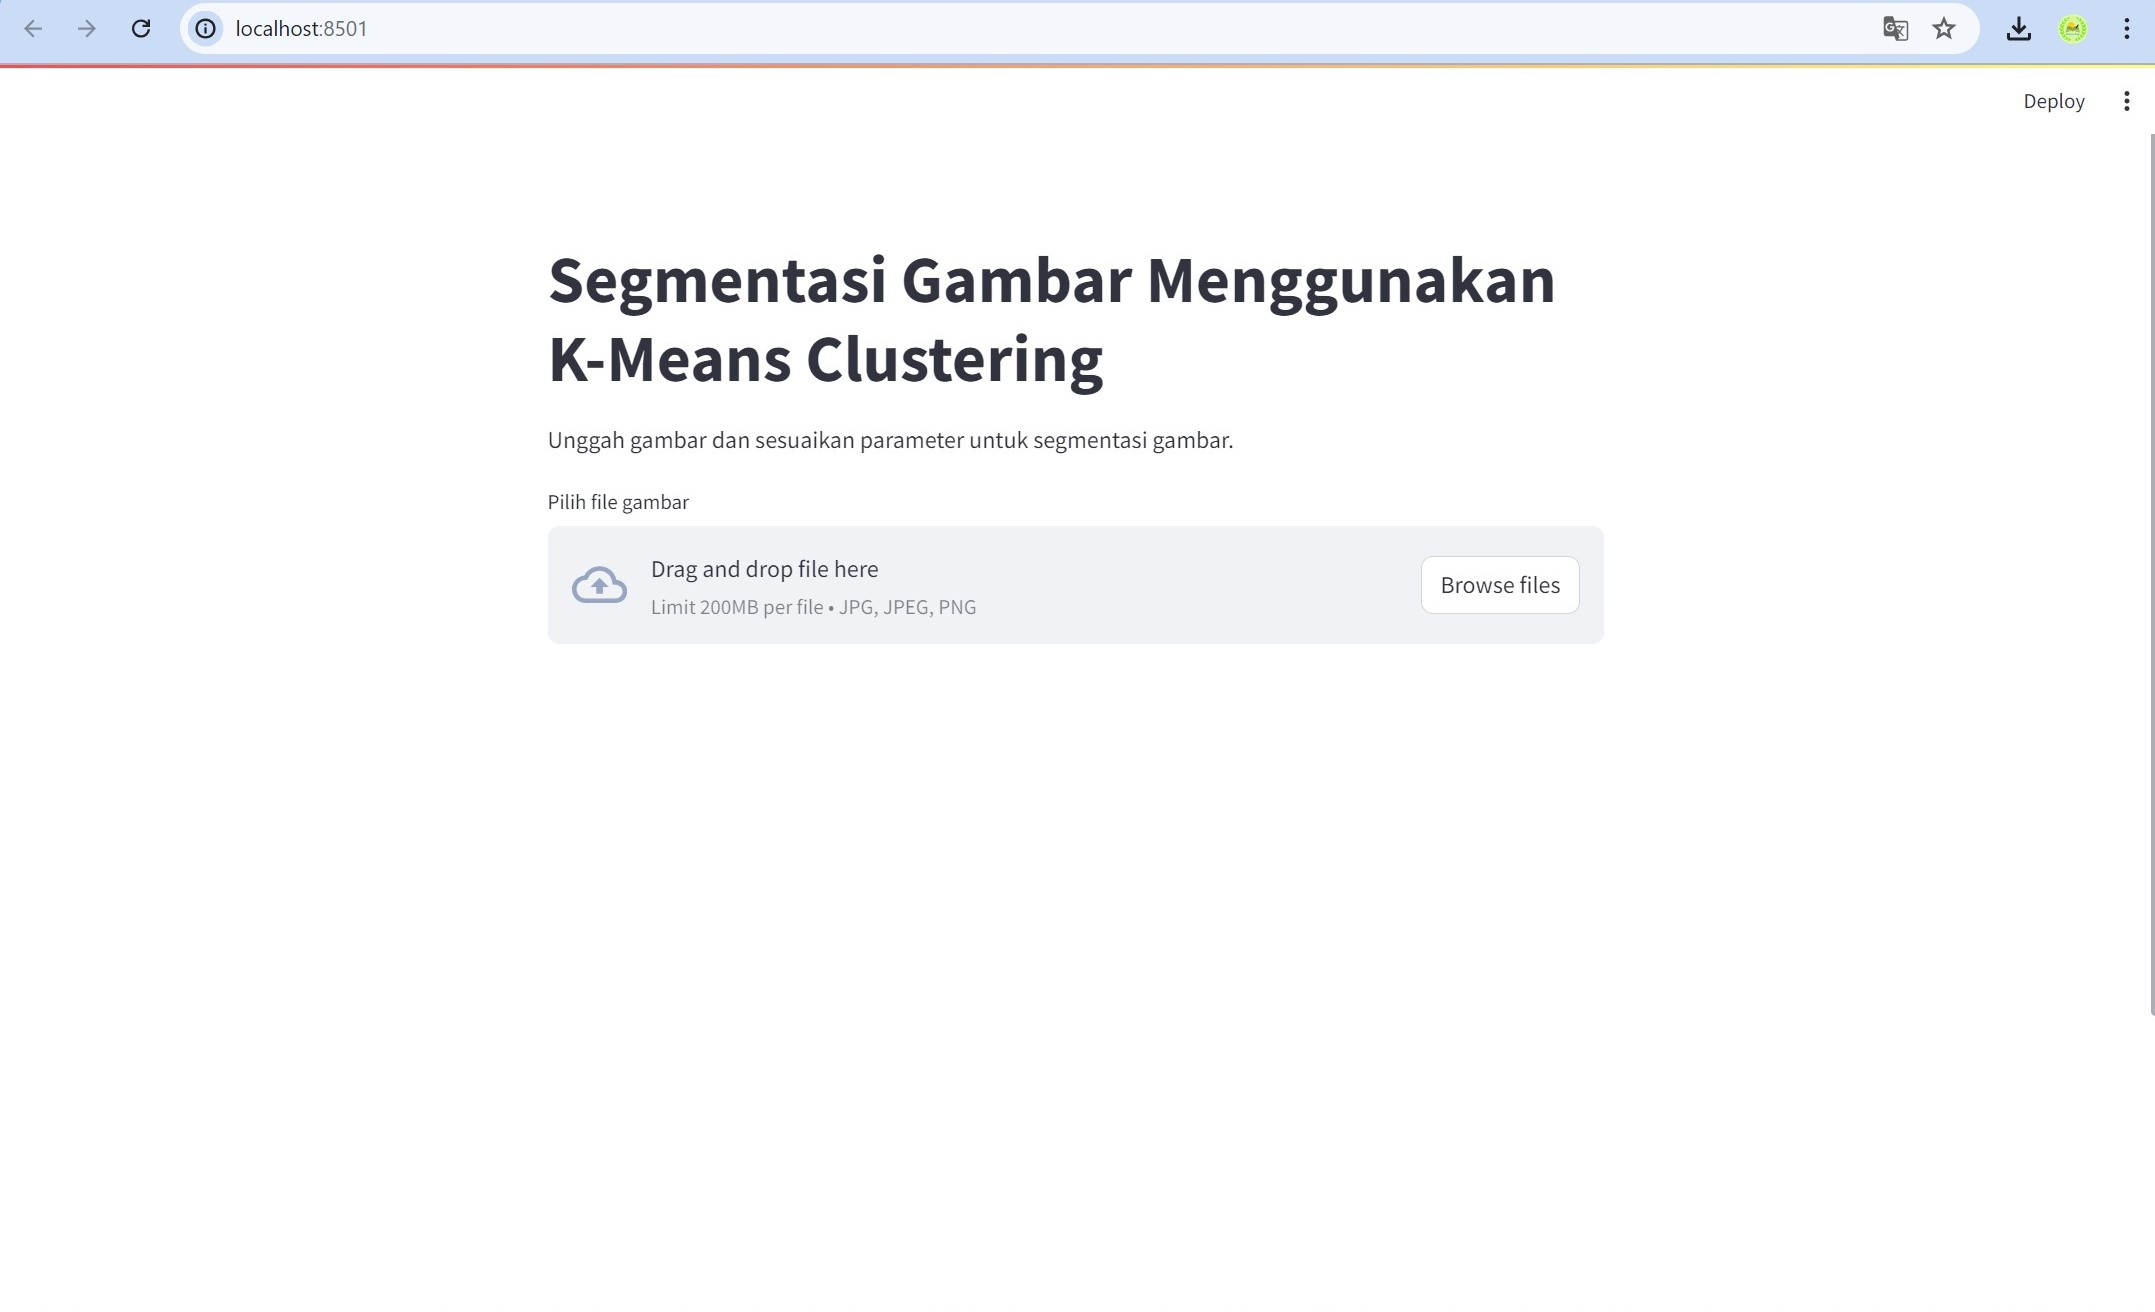 localhost:8501
Deploy
Segmentasi Gambar Menggunakan
K-Means Clustering
Unggah gambar dan sesuaikan parameter untuk segmentasi gambar.
Pilih file gambar
Drag and drop file here
Limit 200MB per file • JPG, JPEG, PNG
Browse files